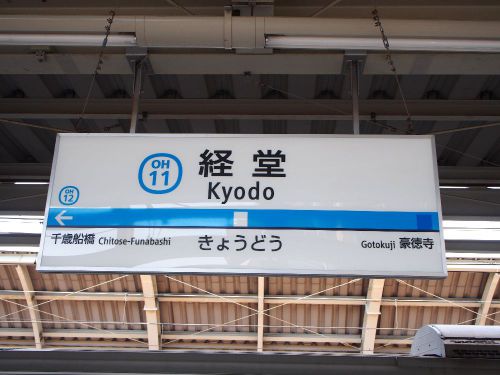 OH
11
経堂
Kyodo
OH
12
←
千歳船橋 Chitose-Funabashi
きょうどう
Gotokuji 豪徳寺